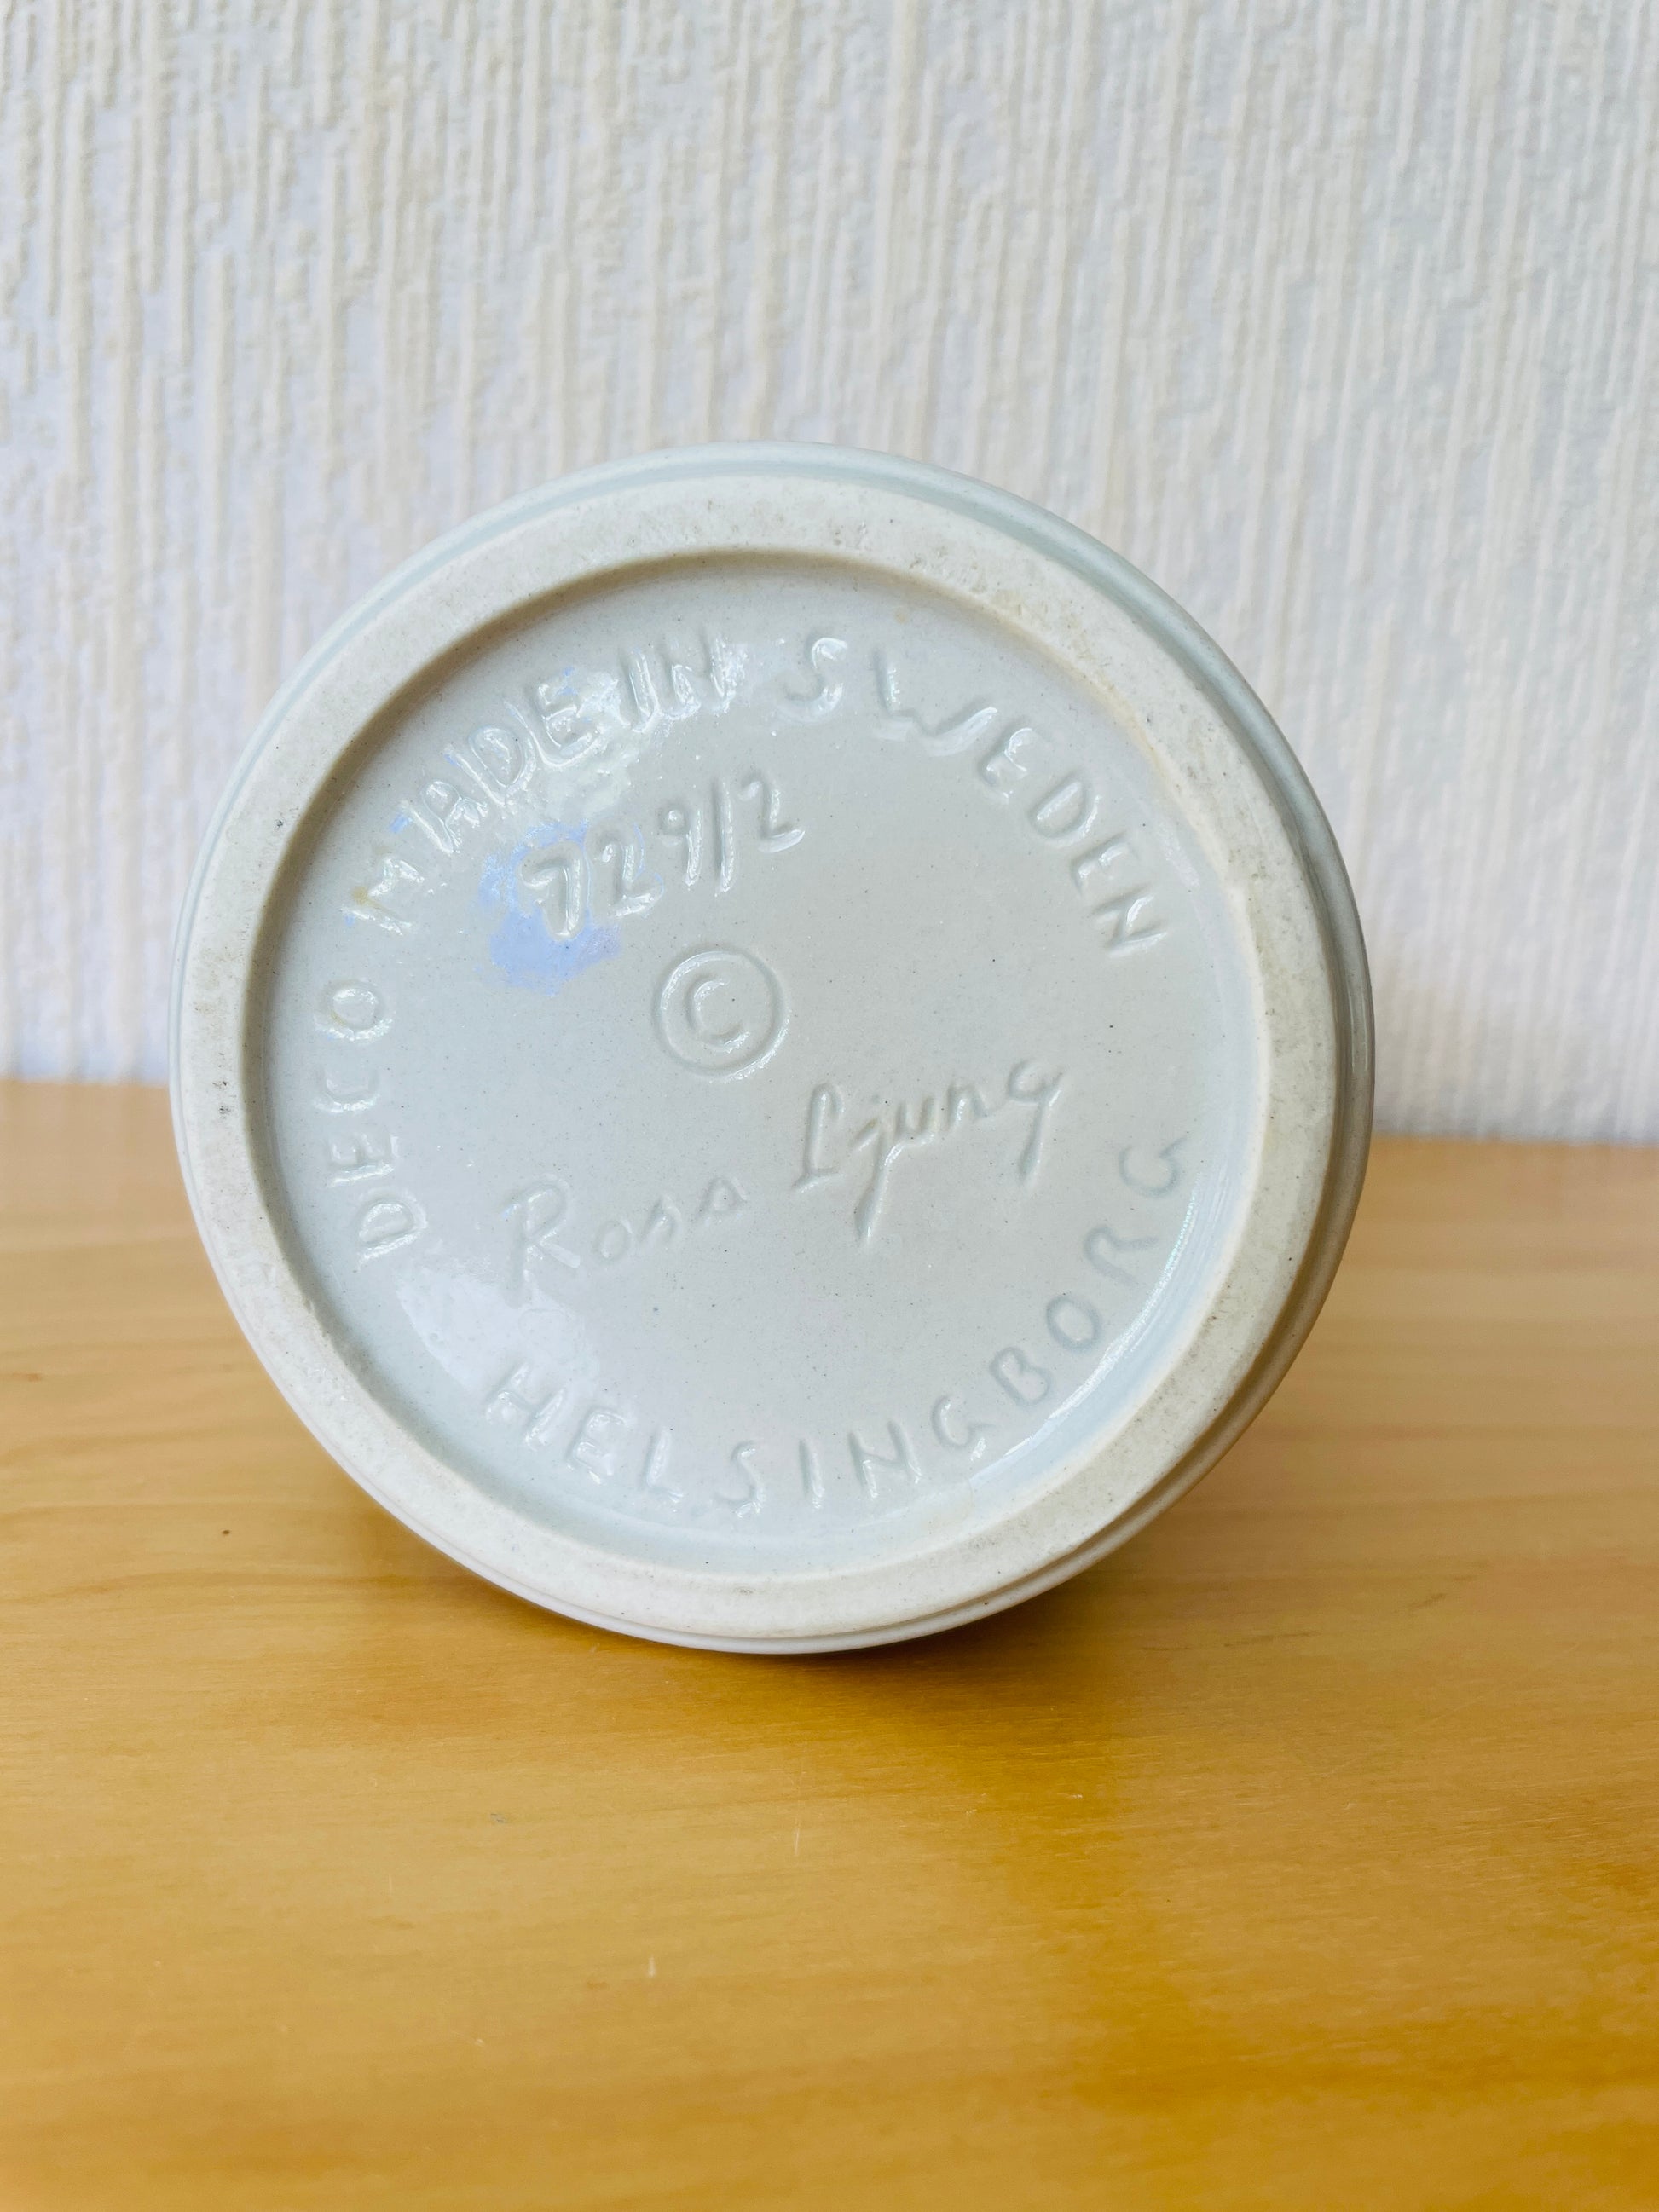 DECO MADE IN SWEDEN
729/2
©
Rosa Ljung
HELSINGBORG